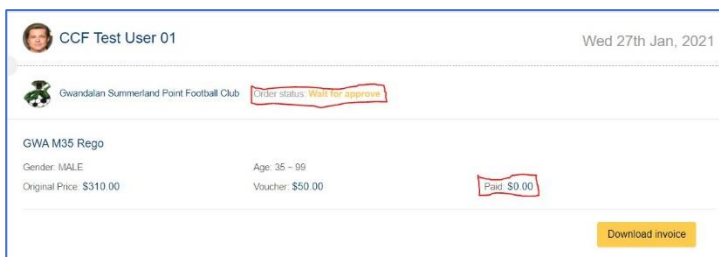 CCF Test User 01
Wed 27th Jan, 2021
Gwandalan Summerland Point Football Club
Order status: Wait for approve
GWA M35 Rego
Gender: MALE
Age: 35 ~ 99
Original Price: $310.00
Voucher: $50.00
Paid: $0.00
Download invoice